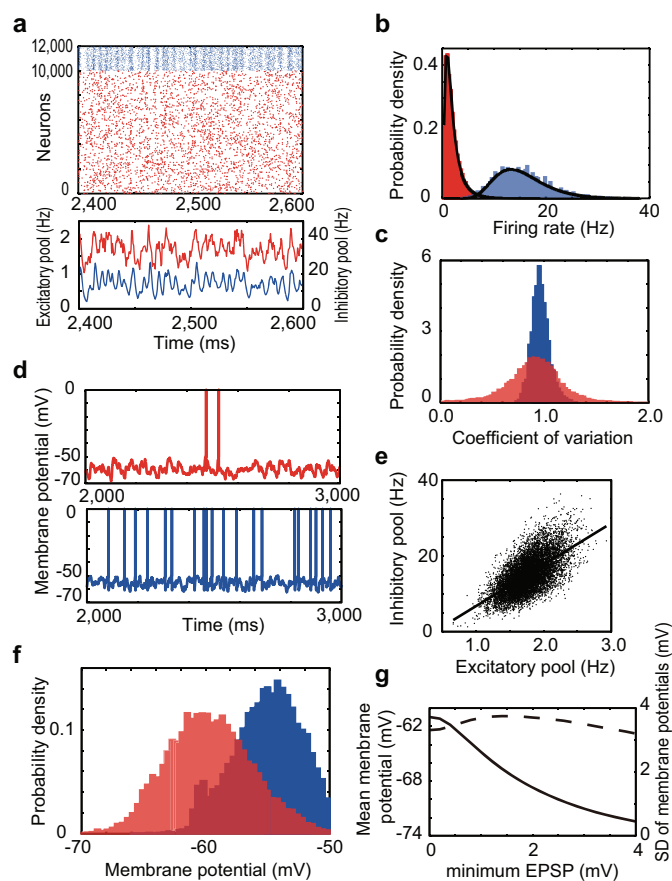 a
12,000
10,000
0
Neurons
2,400
2,500
2,600
2
1
0
Excitatory pool (Hz)
40
20
0
Inhibitory pool (Hz)
2,400
2,500
2,600
Time (ms)
b
0.4
0.2
0
Probability density
0
20
40
Firing rate (Hz)
c
6
3
0
Probability density
0.0
1.0
2.0
Coefficient of variation
d
Membrane potential (mV)
0
-50
-70
2,000
3,000
0
-50
-70
2,000
3,000
Time (ms)
e
40
20
0
Inhibitory pool (Hz)
1.0
2.0
3.0
Excitatory pool (Hz)
f
0.1
0
Probability density
-70
-60
-50
Membrane potential (mV)
g
-62
-68
-74
Mean membrane
potential (mV)
4
2
0
SD of membrane potentials (mV)
0
2
4
minimum EPSP (mV)